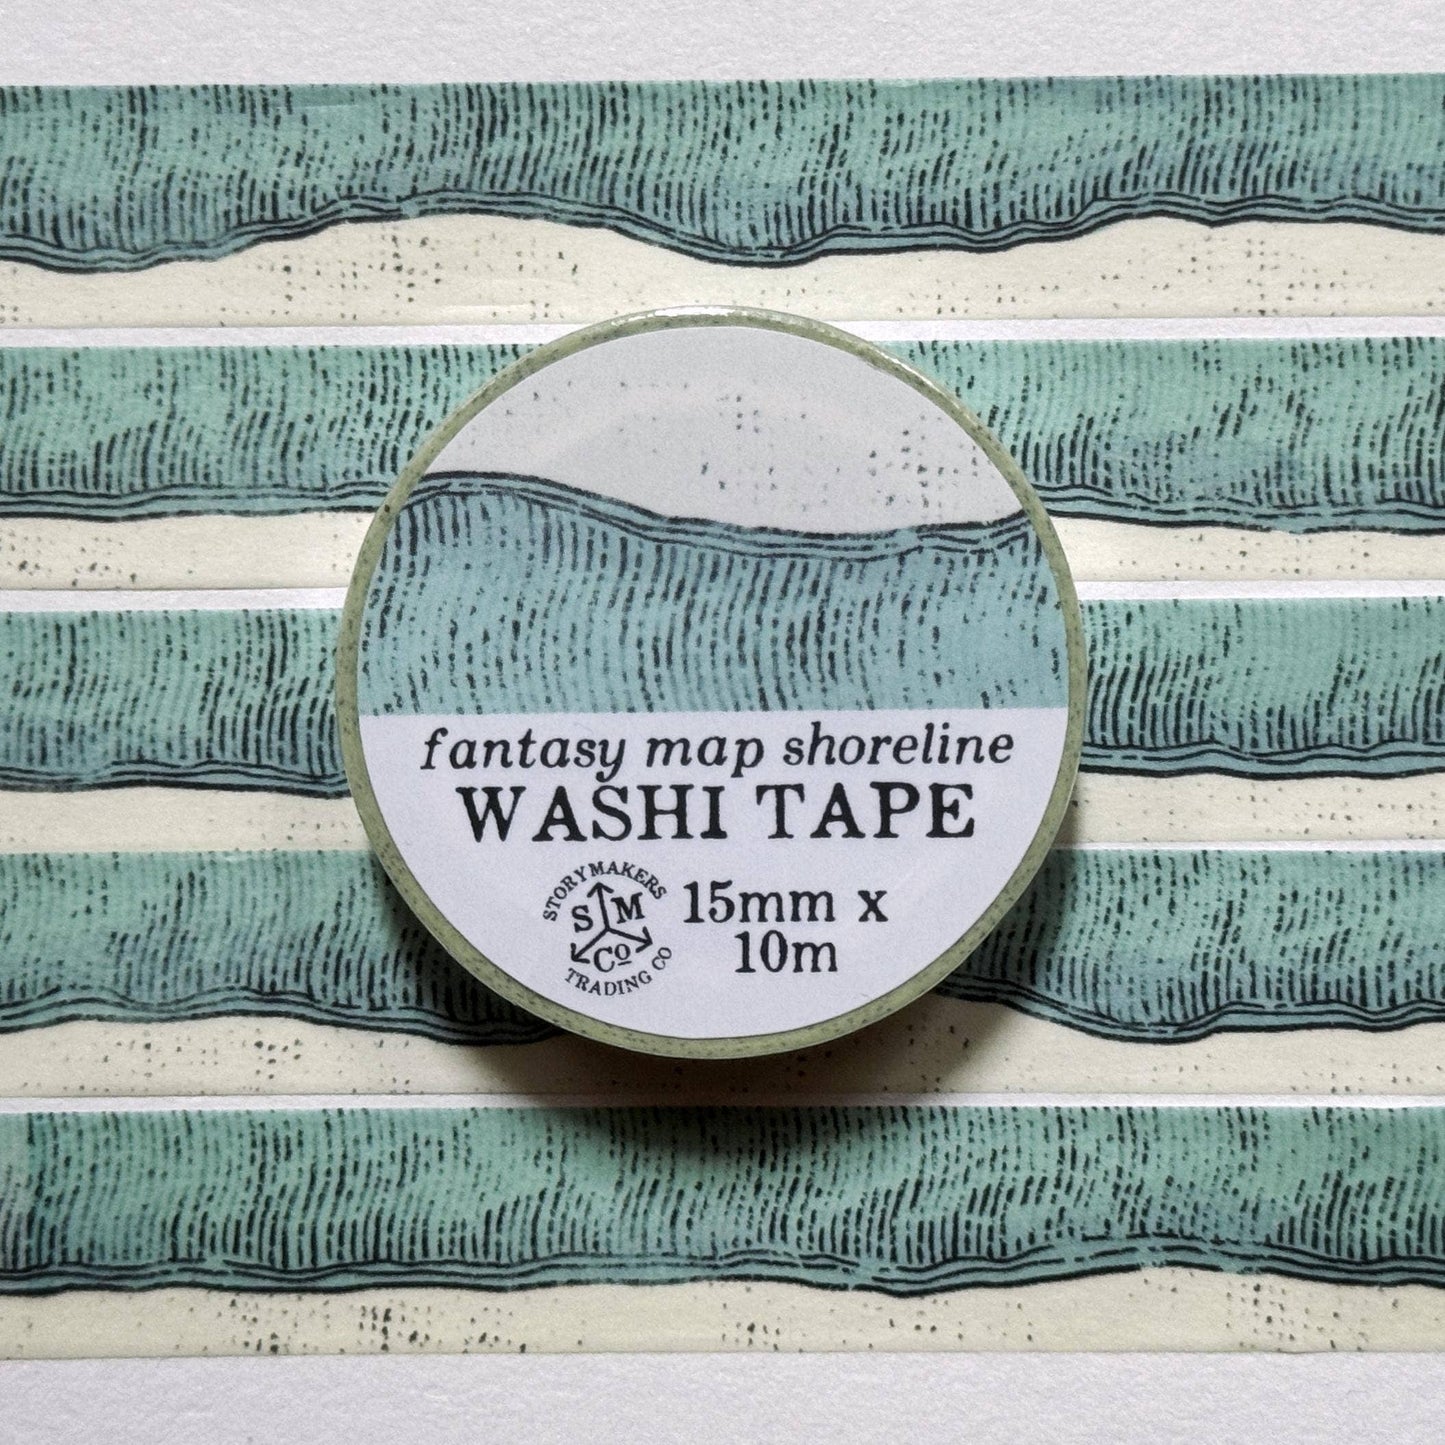 fantasy map shoreline
WASHI TAPE
STORYMAKERS
S M
Co
TRADING CO
15mm x
10m